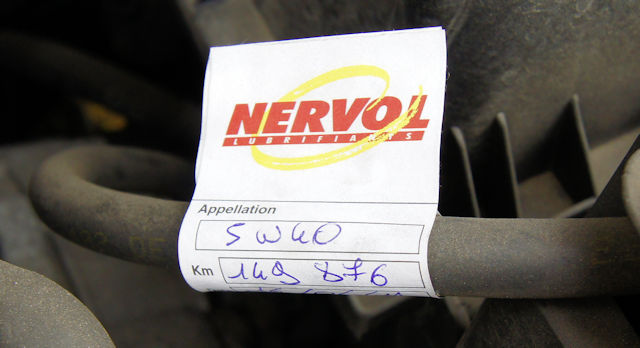 NERVOL
LUBRIFIANTS
Appellation
5W40
Km 149 876